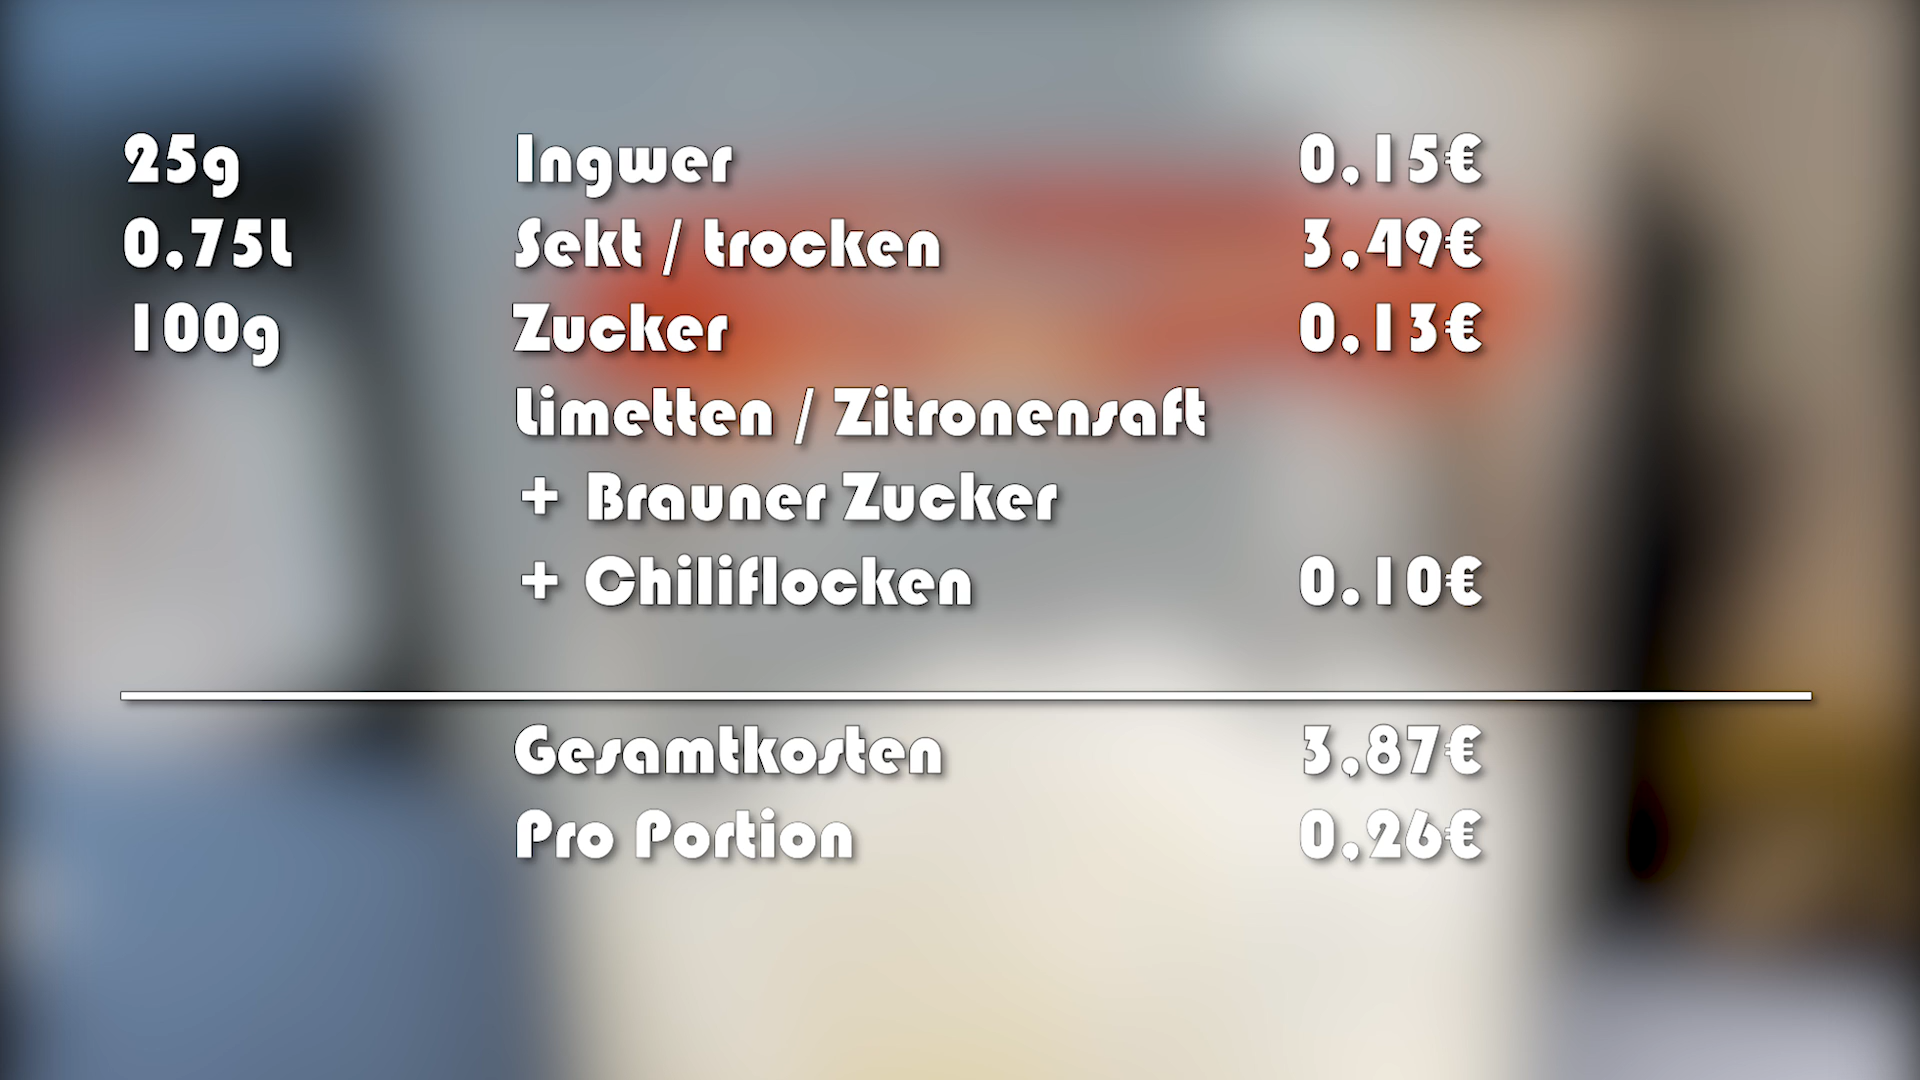 25g Ingwer 0,15€
0,75L Sekt / trocken 3,49€
100g Zucker 0,13€
Limetten / Zitronensaft
+ Brauner Zucker
+ Chiliflocken 0,10€
Gesamtkosten 3,87€
Pro Portion 0,26€